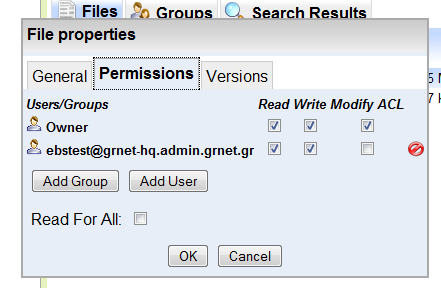 Files Groups Search Results
File properties
General Permissions Versions
Users/Groups Read Write Modify ACL
Owner
ebstest@grnet-hq.admin.grnet.gr
Add Group Add User
Read For All:
OK Cancel